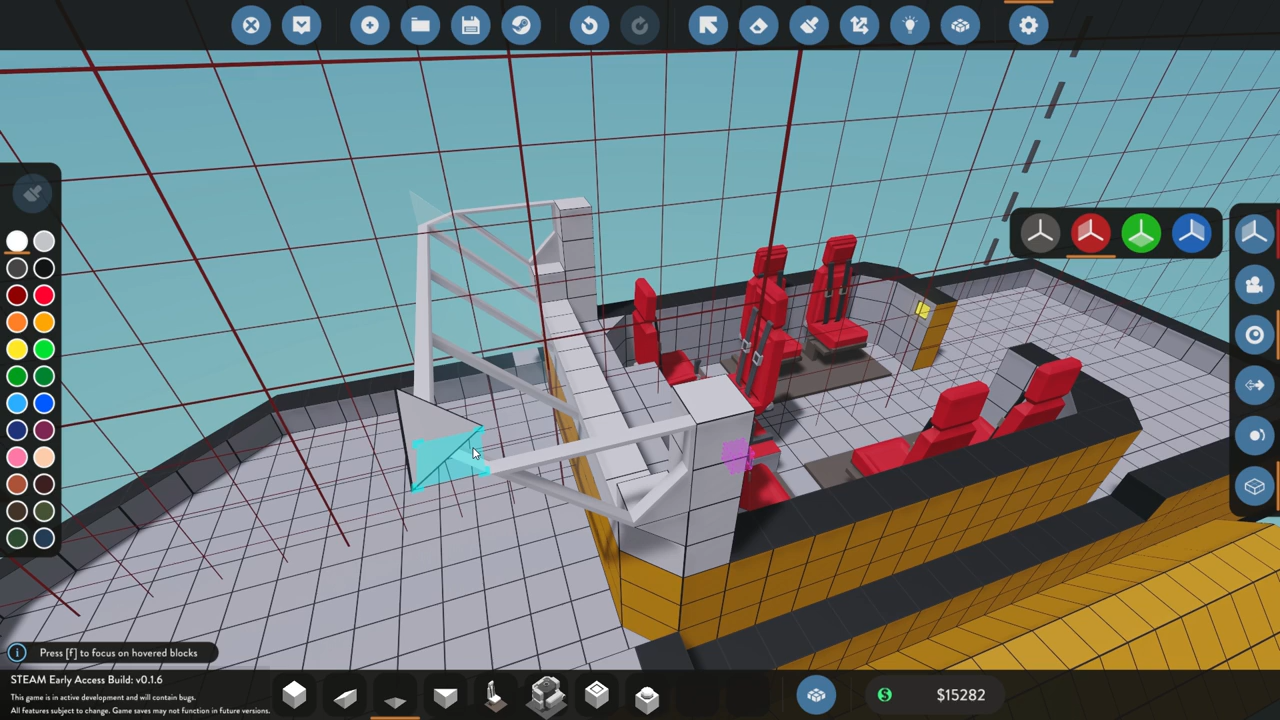 Press [f] to focus on hovered blocks
STEAM Early Access Build: v0.1.6
This game is in active development and will contain bugs.
All features subject to change. Game saves may not function in future versions.
$ $15282